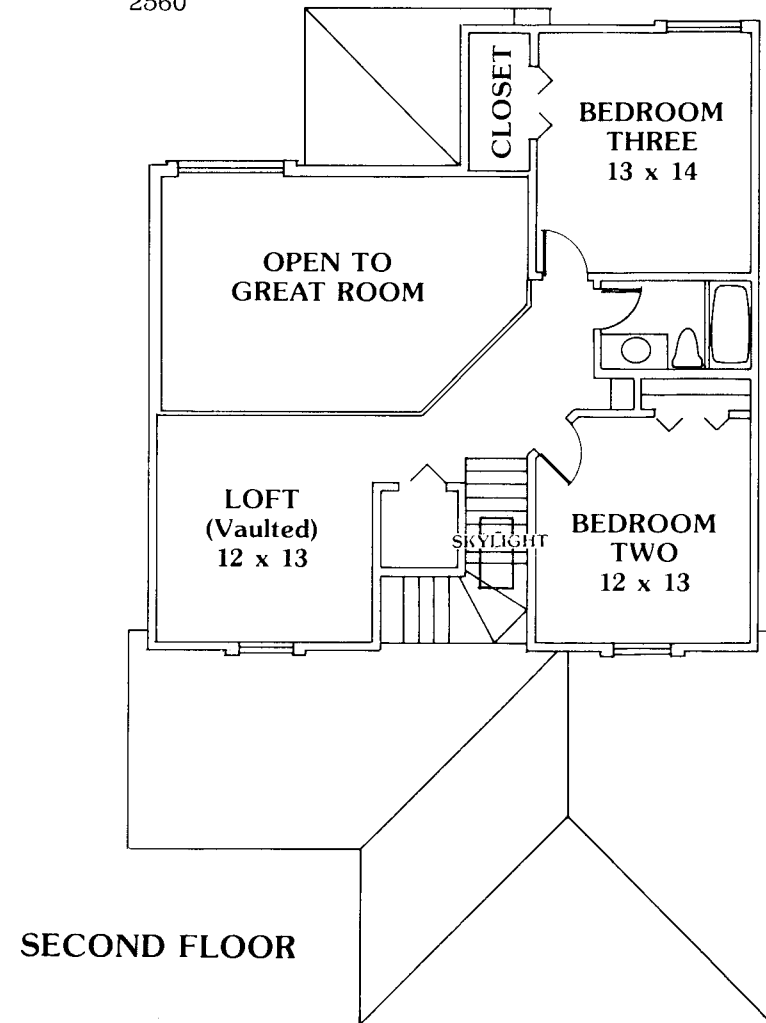 2560
CLOSET
BEDROOM
THREE
13 x 14
OPEN TO
GREAT ROOM
LOFT
(Vaulted)
12 x 13
SKYLIGHT
BEDROOM
TWO
12 x 13
SECOND FLOOR